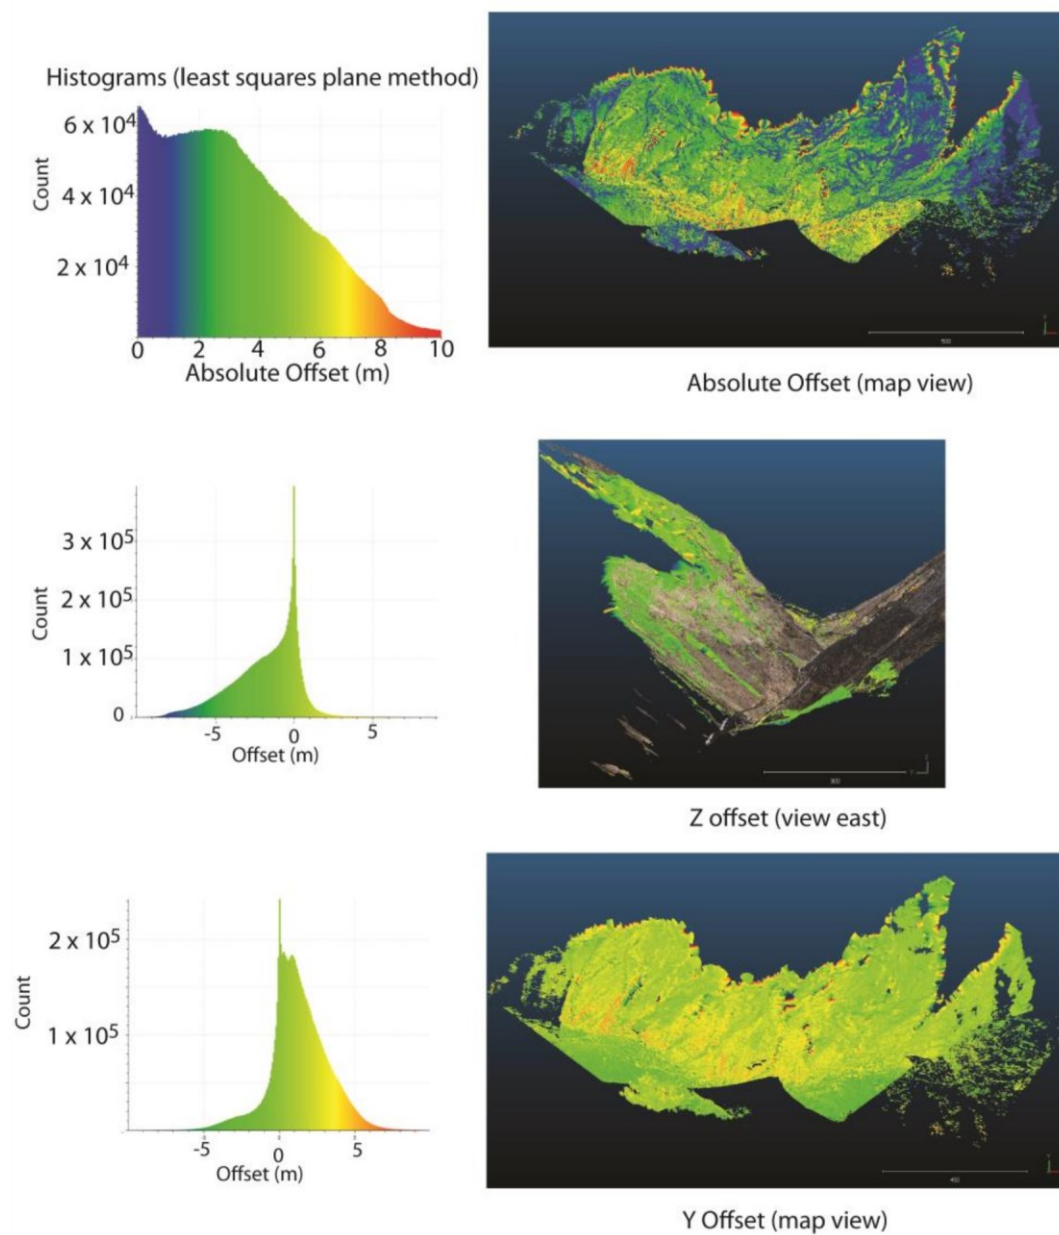 Histograms (least squares plane method)
6 x 10⁴
4 x 10⁴
2 x 10⁴
Count
0 2 4 6 8 10
Absolute Offset (m)
500
Absolute Offset (map view)
3 x 10⁵
2 x 10⁵
1 x 10⁵
0
Count
-5 0 5
Offset (m)
Z offset (view east)
2 x 10⁵
1 x 10⁵
Count
-5 0 5
Offset (m)
Y Offset (map view)